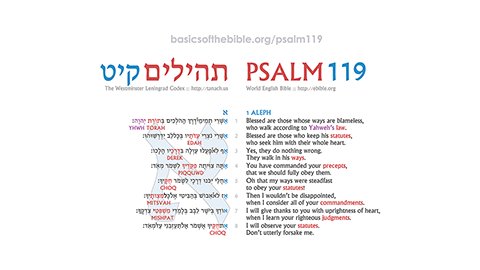 basicsofthebible.org/psalm119
תהילים קיט
The Westminster Leningrad Codex :: http://tanach.us
PSALM 119
World English Bible :: http://ebible.org
א
אַשְׁרֵי תְמִימֵי־דָרֶךְ הַהֹלְכִים בְּתוֹרַת יְהוָה׃
YHWH TORAH
אַשְׁרֵי נֹצְרֵי עֵדֹתָיו בְּכָל־לֵב יִדְרְשׁוּהוּ׃
EDAH
אַף לֹא־פָעֲלוּ עַוְלָה בִּדְרָכָיו הָלָכוּ׃
DEREK
אַתָּה צִוִּיתָה פִקֻּדֶיךָ לִשְׁמֹר מְאֹד׃
PIQQUWD
אַחֲלַי יִכֹּנוּ דְרָכָי לִשְׁמֹר חֻקֶּיךָ׃
CHOQ
אָז לֹא־אֵבוֹשׁ בְּהַבִּיטִי אֶל־כָּל־מִצְוֺתֶיךָ׃
MITSVAH
אוֹדְךָ בְּיֹשֶׁר לֵבָב בְּלָמְדִי מִשְׁפְּטֵי צִדְקֶךָ׃
MISHPAT
אֶת־חֻקֶּיךָ אֶשְׁמֹר אַל־תַּעַזְבֵנִי עַד־מְאֹד׃
CHOQ
1 ALEPH
1 Blessed are those whose ways are blameless,
who walk according to Yahweh's law.
2 Blessed are those who keep his statutes,
who seek him with their whole heart.
3 Yes, they do nothing wrong.
They walk in his ways.
4 You have commanded your precepts,
that we should fully obey them.
5 Oh that my ways were steadfast
to obey your statutes!
6 Then I wouldn't be disappointed,
when I consider all of your commandments.
7 I will give thanks to you with uprightness of heart,
when I learn your righteous judgments.
8 I will observe your statutes.
Don't utterly forsake me.